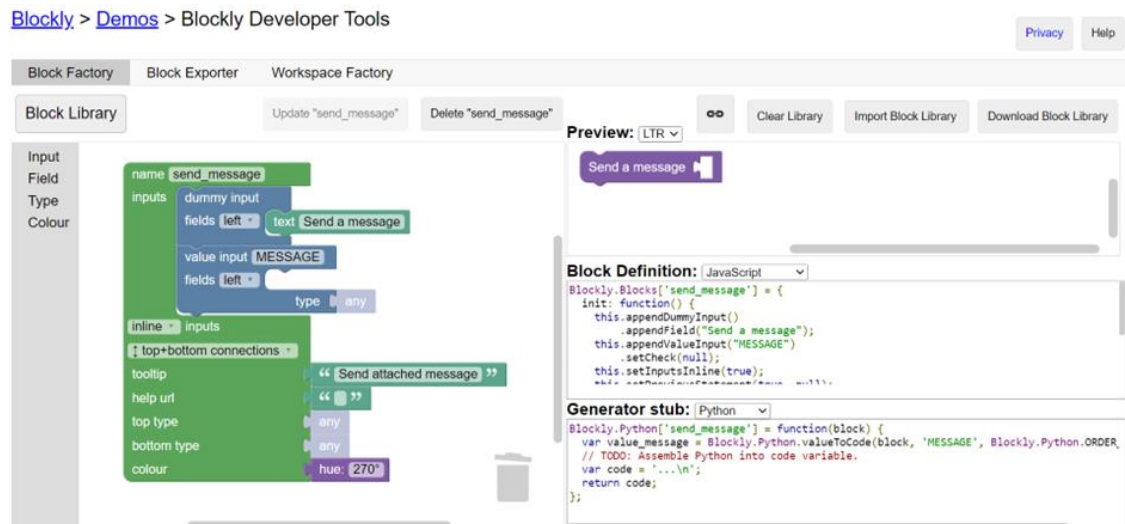 Blockly > Demos > Blockly Developer Tools
Privacy Help
Block Factory Block Exporter Workspace Factory
Block Library Update "send_message" Delete "send_message" Clear Library Import Block Library Download Block Library
Input
Field
Type
Colour
name send_message
inputs dummy input
fields left text Send a message
value input MESSAGE
fields left
type any
inline inputs
↕ top+bottom connections
tooltip “ Send attached message ”
help url “ ”
top type any
bottom type any
colour hue: 270°
Preview: LTR
Send a message
Block Definition: JavaScript
Blockly.Blocks['send_message'] = {
init: function() {
this.appendDummyInput()
.appendField("Send a message");
this.appendValueInput("MESSAGE")
.setCheck(null);
this.setInputsInline(true);
this.setPreviousStatement(true, null);
Generator stub: Python
Blockly.Python['send_message'] = function(block) {
var value_message = Blockly.Python.valueToCode(block, 'MESSAGE', Blockly.Python.ORDER_
// TODO: Assemble Python into code variable.
var code = '...\n';
return code;
};